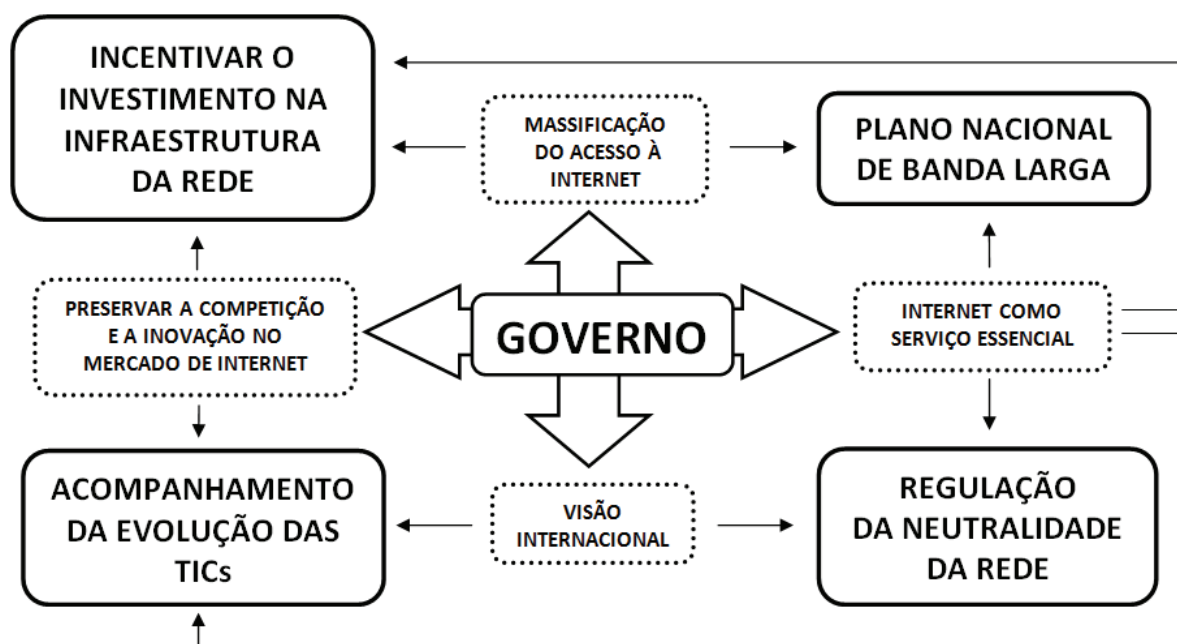 INCENTIVAR O
INVESTIMENTO NA
INFRAESTRUTURA
DA REDE
MASSIFICAÇÃO
DO ACESSO À
INTERNET
PLANO NACIONAL
DE BANDA LARGA
PRESERVAR A COMPETIÇÃO
E A INOVAÇÃO NO
MERCADO DE INTERNET
GOVERNO
INTERNET COMO
SERVIÇO ESSENCIAL
ACOMPANHAMENTO
DA EVOLUÇÃO DAS
TICs
VISÃO
INTERNACIONAL
REGULAÇÃO
DA NEUTRALIDADE
DA REDE